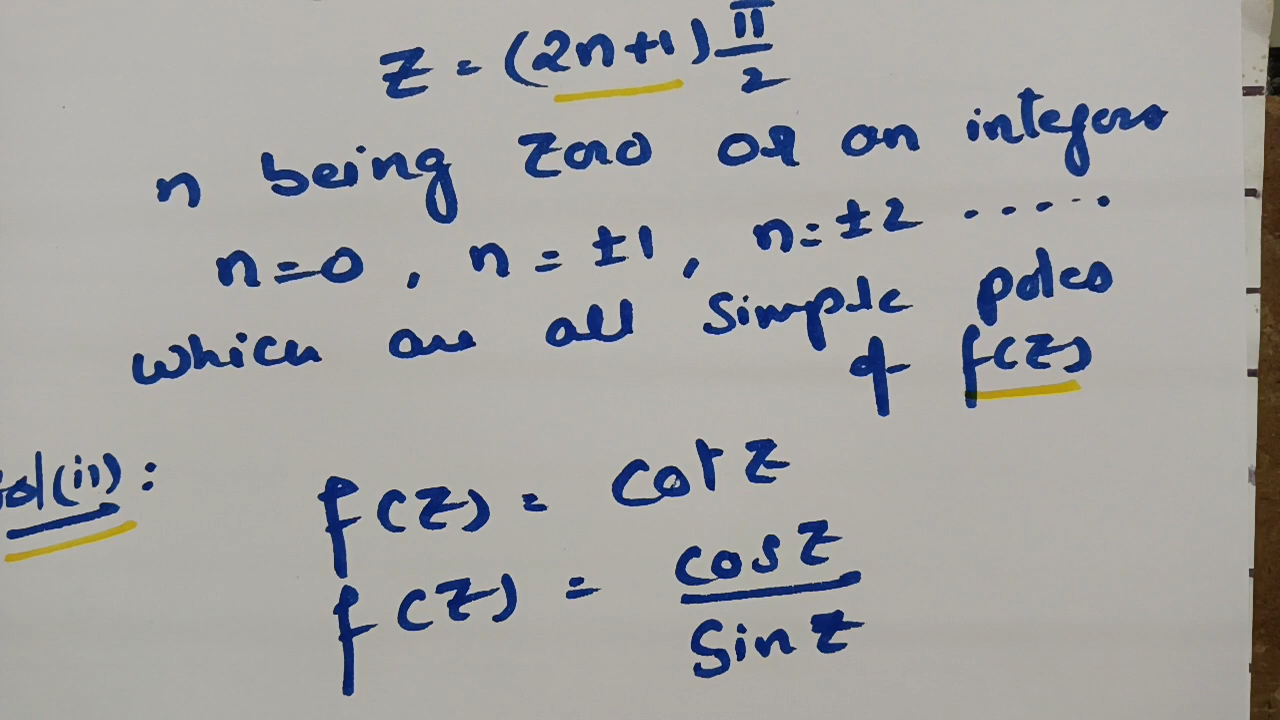 z = (2n+1) π/2
n being zero or an integers
n=0, n = ±1, n=±2 .....
which are all simple poles
of f(z)
sol(ii):
f(z) = cot z
f(z) = cos z / sin z